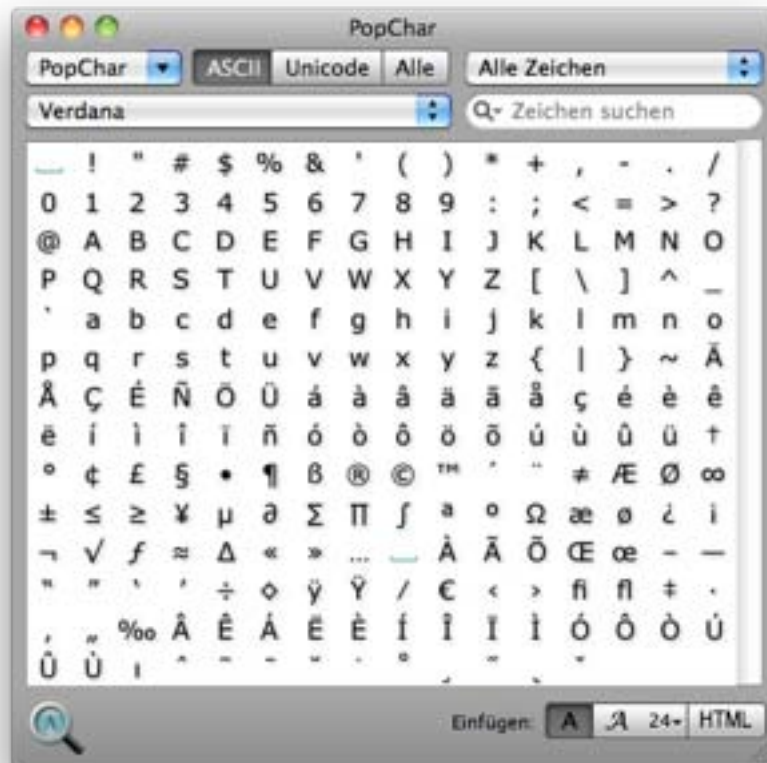 PopChar
PopChar ASCII Unicode Alle Alle Zeichen
Verdana Zeichen suchen
! " # $ % & ' ( ) * + , - . /
0 1 2 3 4 5 6 7 8 9 : ; < = > ?
@ A B C D E F G H I J K L M N O
P Q R S T U V W X Y Z [ \ ] ^ _
` a b c d e f g h i j k l m n o
p q r s t u v w x y z { | } ~ Ä
Å Ç É Ñ Ö Ü á à â ä ã å ç é è ê
ë í ì î ï ñ ó ò ô ö õ ú ù û ü †
° ¢ £ § • ¶ ß ® © ™ ´ ¨ ≠ Æ Ø ∞
± ≤ ≥ ¥ µ ∂ Σ Π ∫ ª º Ω æ ø ¿ ¡
¬ √ ƒ ≈ Δ « » … À Ã Õ Œ œ – —
“ ” ‘ ’ ÷ ◊ ÿ Ÿ ⁄ € ‹ › fi fl ‡ ·
‚ „ ‰ Â Ê Á Ë È Í Î Ï Ì Ó Ô Ò Ú
Û Ù ı ˆ ˜ ¯ ˘ ˙ ˚ ¸ ˝ ˛ ˇ
Einfügen: A A 24 HTML